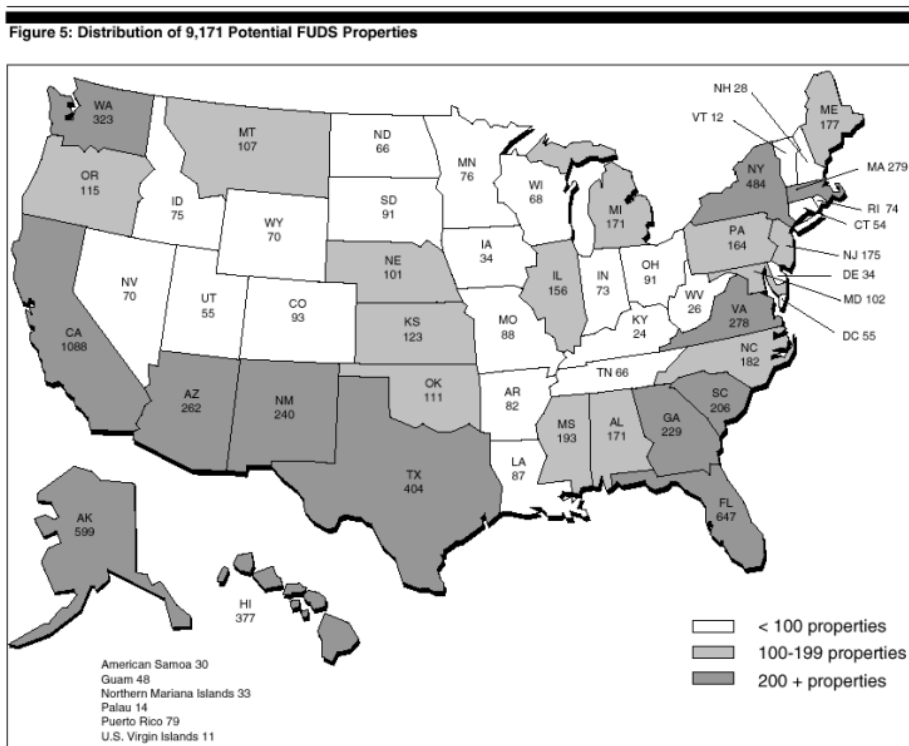 Figure 5: Distribution of 9,171 Potential FUDS Properties
WA
323
MT
107
ND
66
MN
76
NH 28
VT 12
ME
177
OR
115
ID
75
WY
70
SD
91
WI
68
MI
171
NY
484
MA 279
RI 74
CT 54
NV
70
UT
55
CO
93
NE
101
IA
34
IL
156
IN
73
OH
91
PA
164
NJ 175
DE 34
MD 102
DC 55
WV
26
VA
278
CA
1088
KS
123
MO
88
KY
24
NC
182
TN 66
AZ
262
NM
240
OK
111
AR
82
MS
193
AL
171
GA
229
SC
206
TX
404
LA
87
FL
647
AK
599
HI
377
< 100 properties
100-199 properties
200 + properties
American Samoa 30
Guam 48
Northern Mariana Islands 33
Palau 14
Puerto Rico 79
U.S. Virgin Islands 11